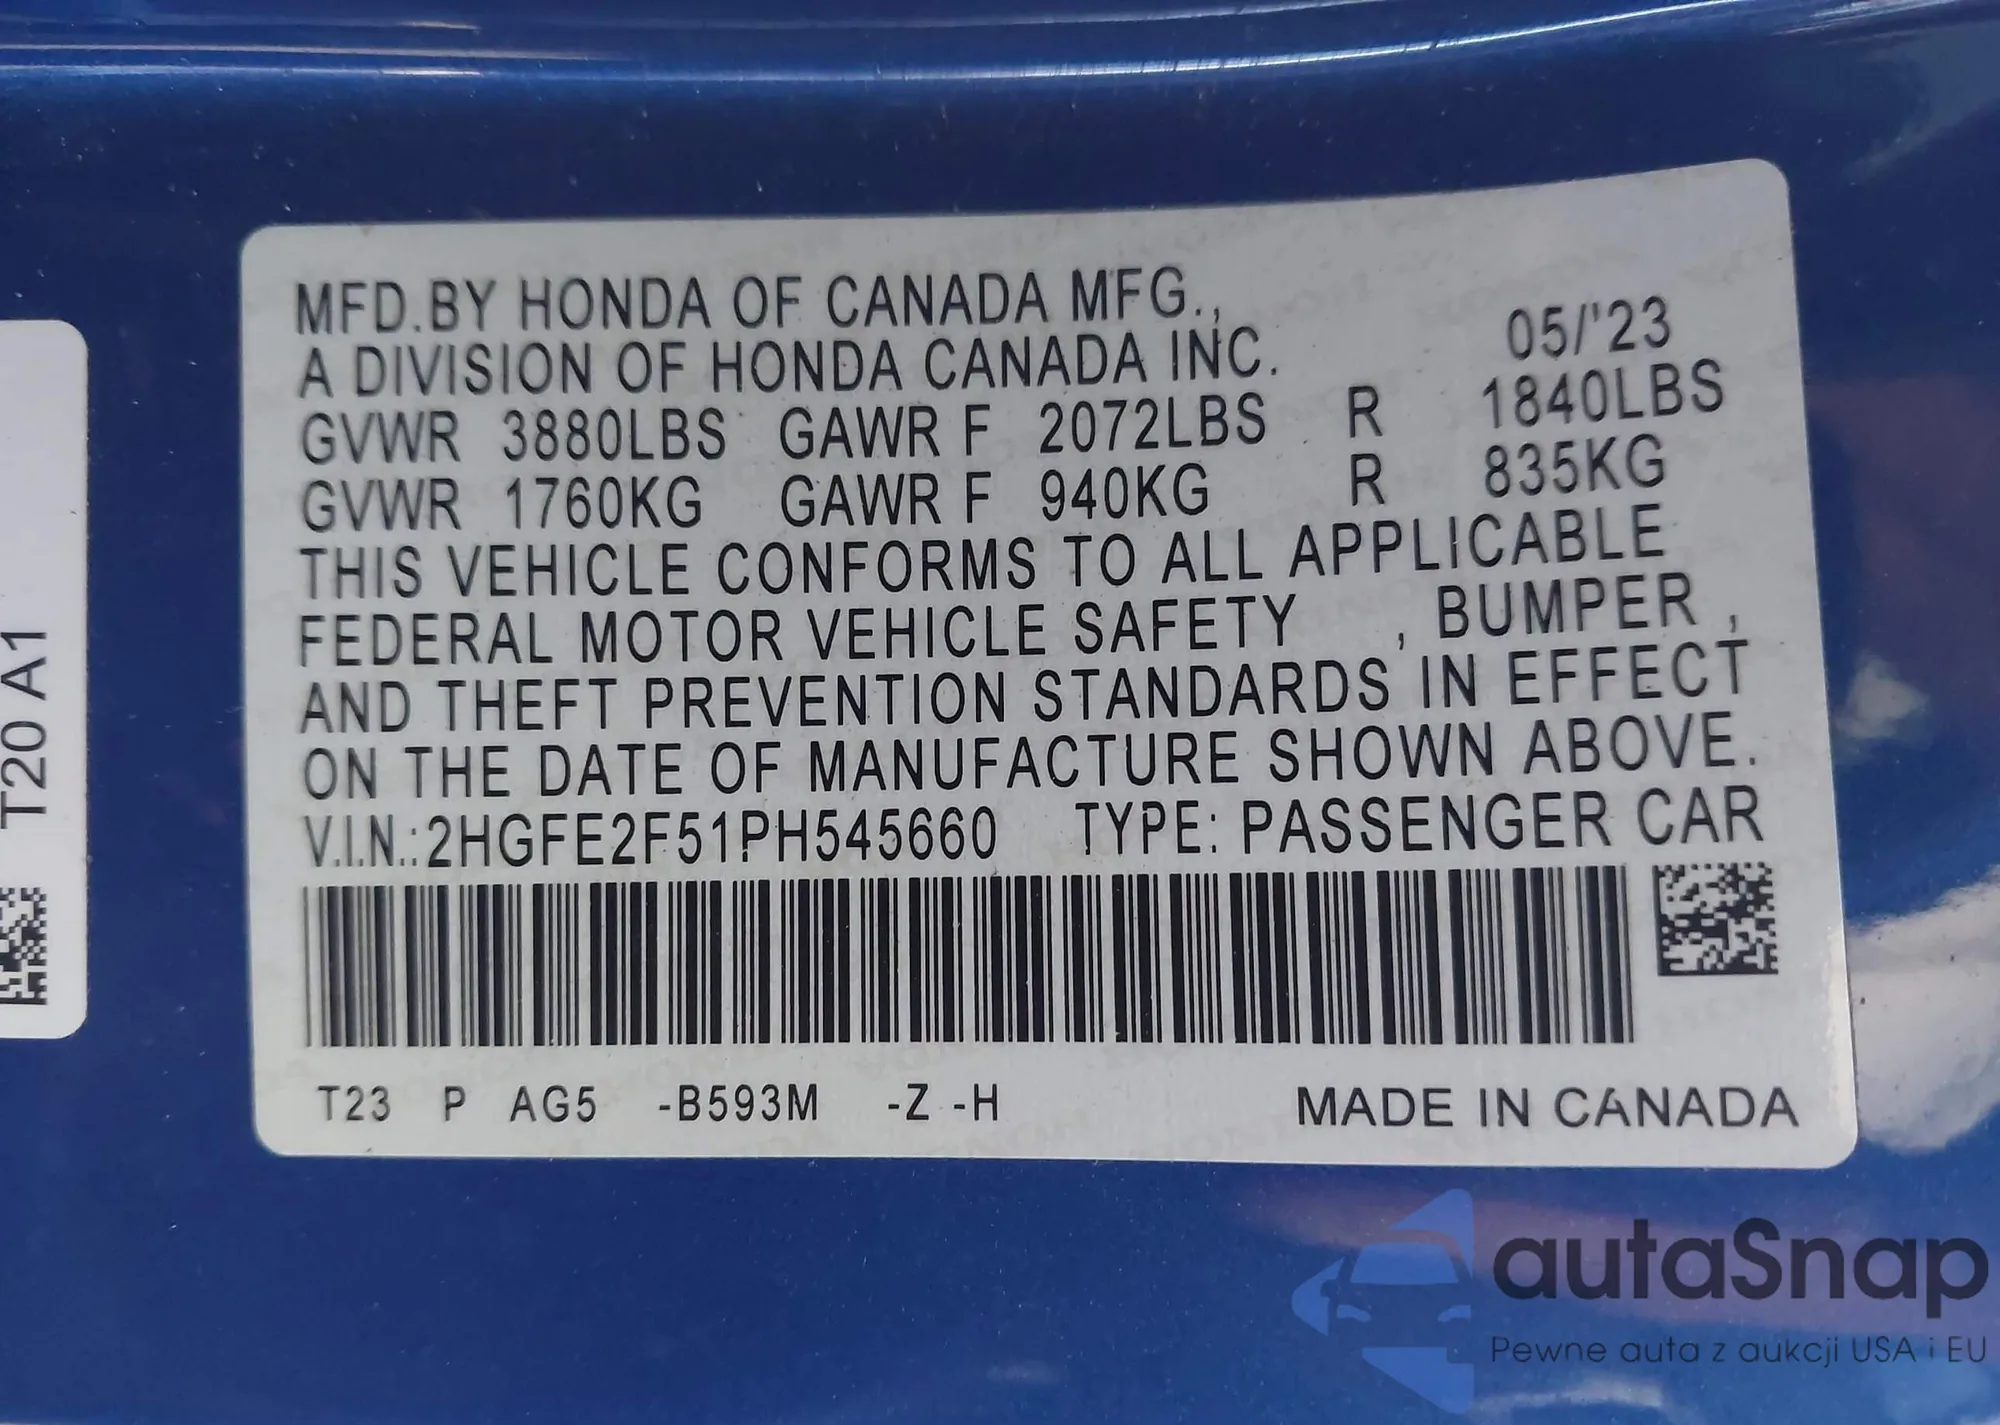 MFD.BY HONDA OF CANADA MFG.,
A DIVISION OF HONDA CANADA INC.
05/'23
GVWR 3880LBS GAWR F 2072LBS R 1840LBS
GVWR 1760KG GAWR F 940KG R 835KG
THIS VEHICLE CONFORMS TO ALL APPLICABLE
FEDERAL MOTOR VEHICLE SAFETY , BUMPER ,
AND THEFT PREVENTION STANDARDS IN EFFECT
ON THE DATE OF MANUFACTURE SHOWN ABOVE.
V.I.N.:2HGFE2F51PH545660 TYPE: PASSENGER CAR
T23 P AG5 -B593M -Z -H MADE IN CANADA
T20 A1
autaSnap
Pewne auta z aukcji USA i EU